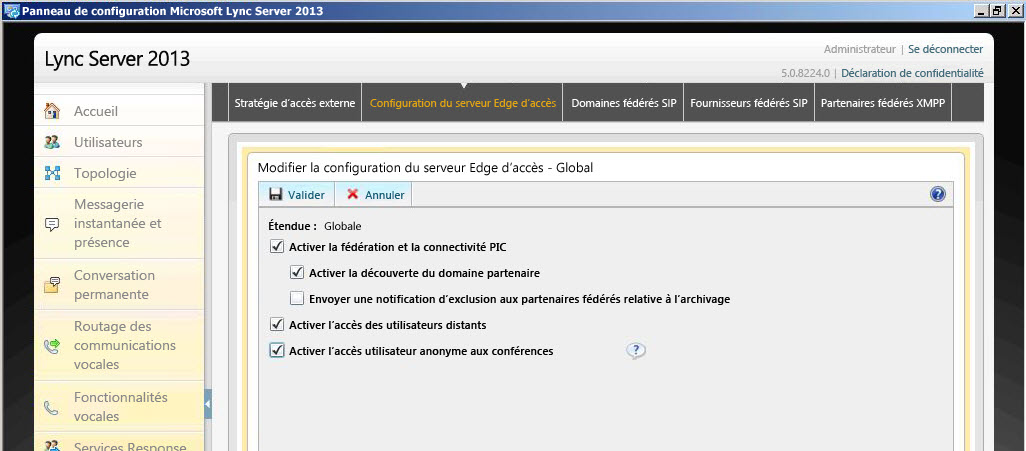 Panneau de configuration Microsoft Lync Server 2013
Lync Server 2013
Administrateur | Se déconnecter
5.0.8224.0 | Déclaration de confidentialité
Accueil
Utilisateurs
Topologie
Messagerie
instantanée et
présence
Conversation
permanente
Routage des
communications
vocales
Fonctionnalités
vocales
Services Response
Stratégie d'accès externe
Configuration du serveur Edge d'accès
Domaines fédérés SIP
Fournisseurs fédérés SIP
Partenaires fédérés XMPP
Modifier la configuration du serveur Edge d'accès - Global
Valider
Annuler
?
Étendue : Globale
Activer la fédération et la connectivité PIC
Activer la découverte du domaine partenaire
Envoyer une notification d'exclusion aux partenaires fédérés relative à l'archivage
Activer l'accès des utilisateurs distants
Activer l'accès utilisateur anonyme aux conférences
?